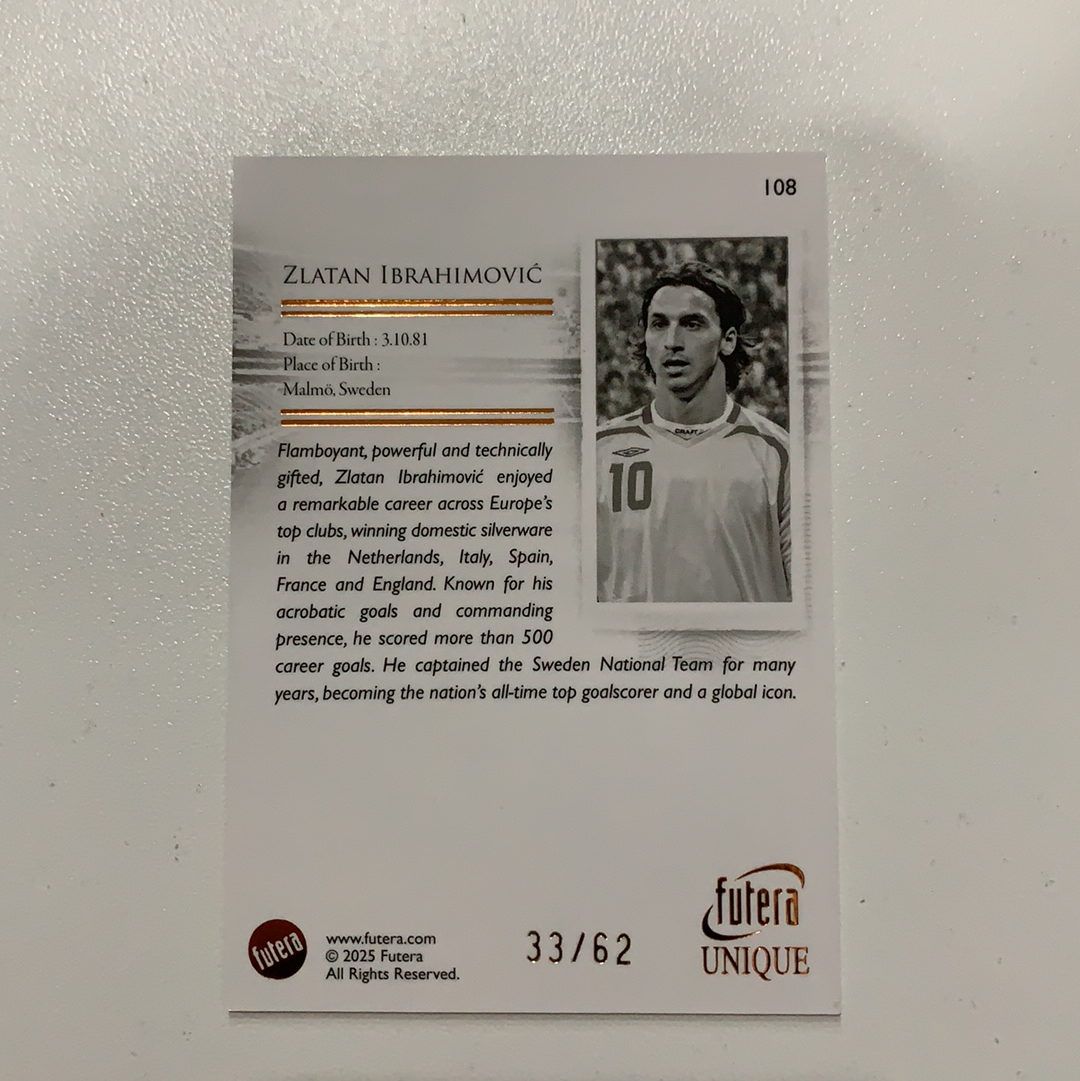 108
ZLATAN IBRAHIMOVIĆ
Date of Birth : 3.10.81
Place of Birth :
Malmö, Sweden
Flamboyant, powerful and technically
gifted, Zlatan Ibrahimović enjoyed
a remarkable career across Europe's
top clubs, winning domestic silverware
in the Netherlands, Italy, Spain,
France and England. Known for his
acrobatic goals and commanding
presence, he scored more than 500
career goals. He captained the Sweden National Team for many
years, becoming the nation's all-time top goalscorer and a global icon.
CRAFT
10
futera
www.futera.com
© 2025 Futera
All Rights Reserved.
33/62
futera
UNIQUE